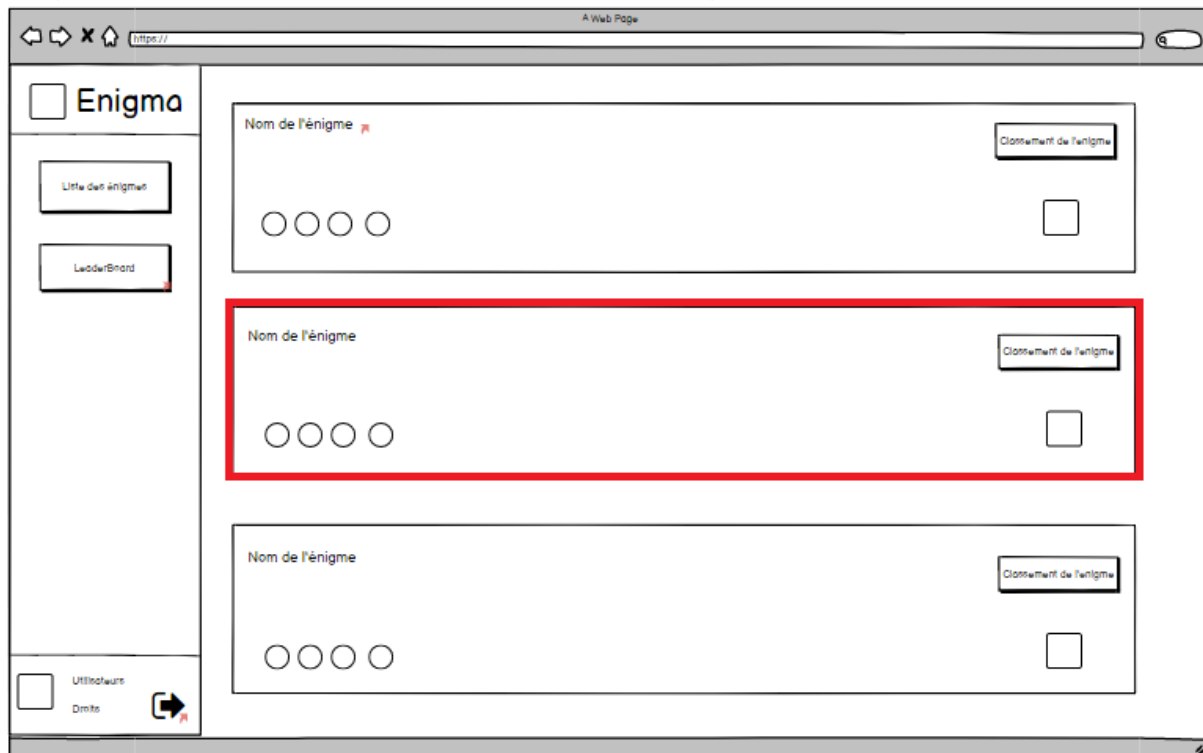 A Web Page
https://
Enigma
Liste des énigmes
LeaderBoard
Nom de l'énigme
Classement de l'enigme
Nom de l'énigme
Classement de l'enigme
Nom de l'énigme
Classement de l'enigme
Utilisateurs
Droits